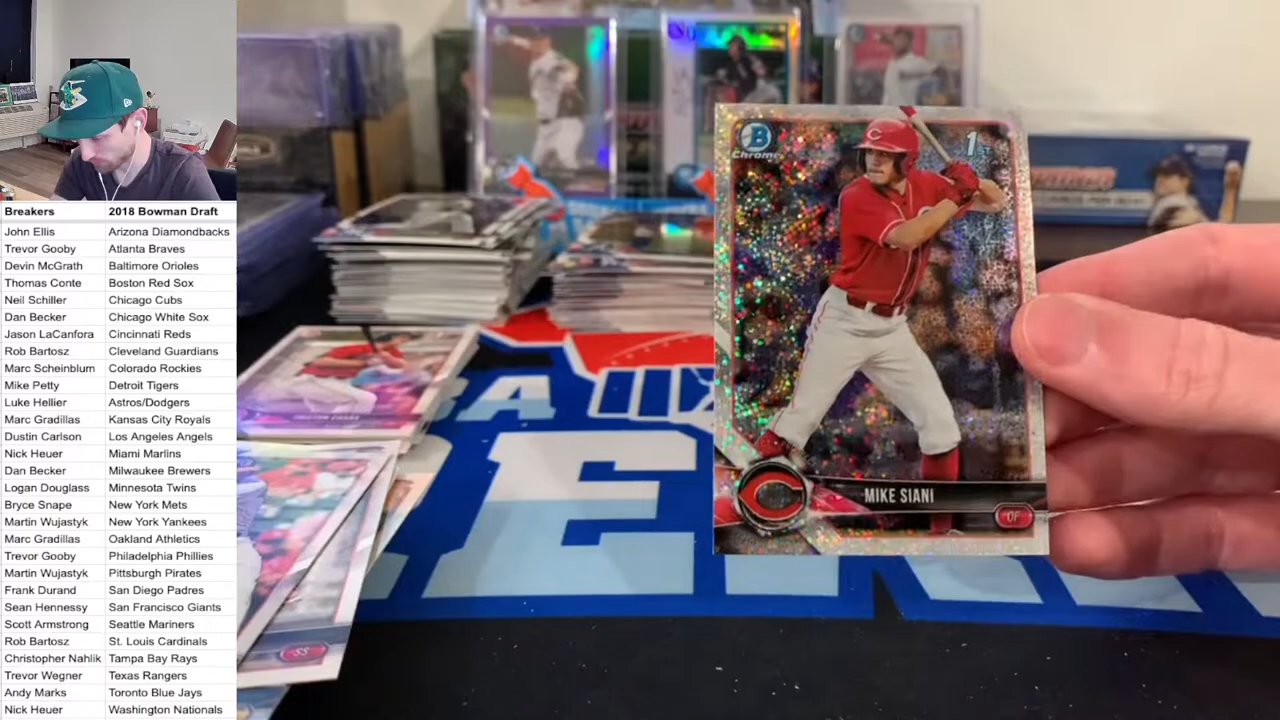 Breakers 2018 Bowman Draft
John Ellis Arizona Diamondbacks
Trevor Gooby Atlanta Braves
Devin McGrath Baltimore Orioles
Thomas Conte Boston Red Sox
Neil Schiller Chicago Cubs
Dan Becker Chicago White Sox
Jason LaCanfora Cincinnati Reds
Rob Bartosz Cleveland Guardians
Marc Scheinblum Colorado Rockies
Mike Petty Detroit Tigers
Luke Hellier Astros/Dodgers
Marc Gradillas Kansas City Royals
Dustin Carlson Los Angeles Angels
Nick Heuer Miami Marlins
Dan Becker Milwaukee Brewers
Logan Douglass Minnesota Twins
Bryce Snape New York Mets
Martin Wujastyk New York Yankees
Marc Gradillas Oakland Athletics
Trevor Gooby Philadelphia Phillies
Martin Wujastyk Pittsburgh Pirates
Frank Durand San Diego Padres
Sean Hennessy San Francisco Giants
Scott Armstrong Seattle Mariners
Rob Bartosz St. Louis Cardinals
Christopher Nahlik Tampa Bay Rays
Trevor Wegner Texas Rangers
Andy Marks Toronto Blue Jays
Nick Heuer Washington Nationals
B
Chrome
1ST
C
MIKE SIANI
C
OF
SS